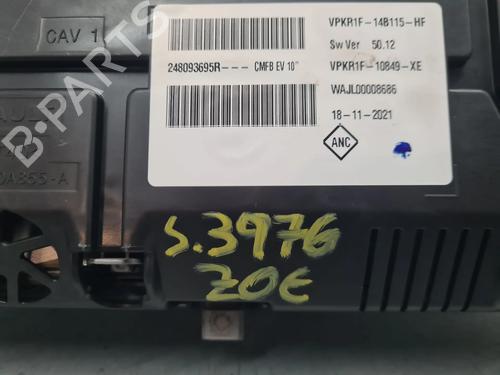 CAV 1
VPKR1F-14B115-HF
Sw Ver 50.12
248093695R--- CMFB EV 10"
VPKR1F-10849-XE
WAJL00008686
18-11-2021
ANC
B-PARTS
S.3976
ZOE